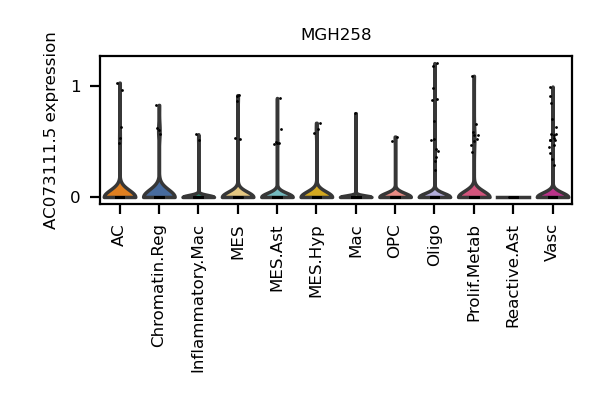 MGH258
AC073111.5 expression
1
0
AC
Chromatin.Reg
Inflammatory.Mac
MES
MES.Ast
MES.Hyp
Mac
OPC
Oligo
Prolif.Metab
Reactive.Ast
Vasc